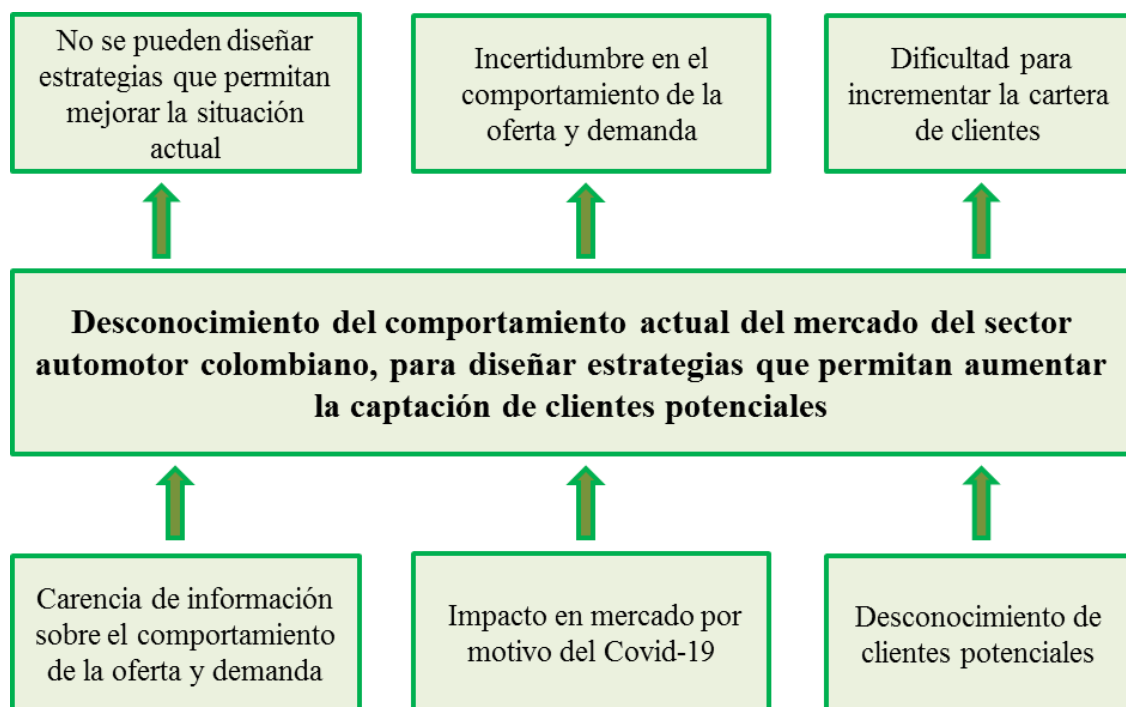 No se pueden diseñar
estrategias que permitan
mejorar la situación
actual
Incertidumbre en el
comportamiento de la
oferta y demanda
Dificultad para
incrementar la cartera
de clientes
Desconocimiento del comportamiento actual del mercado del sector
automotor colombiano, para diseñar estrategias que permitan aumentar
la captación de clientes potenciales
Carencia de información
sobre el comportamiento
de la oferta y demanda
Impacto en mercado por
motivo del Covid-19
Desconocimiento de
clientes potenciales